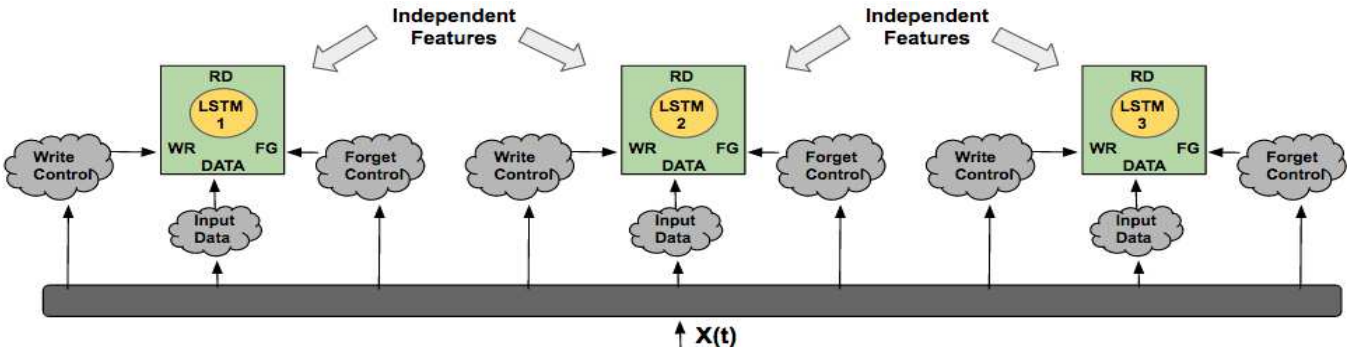 Independent
Features
Independent
Features
RD
LSTM
1
WR
FG
DATA
Write
Control
Forget
Control
Input
Data
RD
LSTM
2
WR
FG
DATA
Write
Control
Forget
Control
Input
Data
RD
LSTM
3
WR
FG
DATA
Write
Control
Forget
Control
Input
Data
X(t)